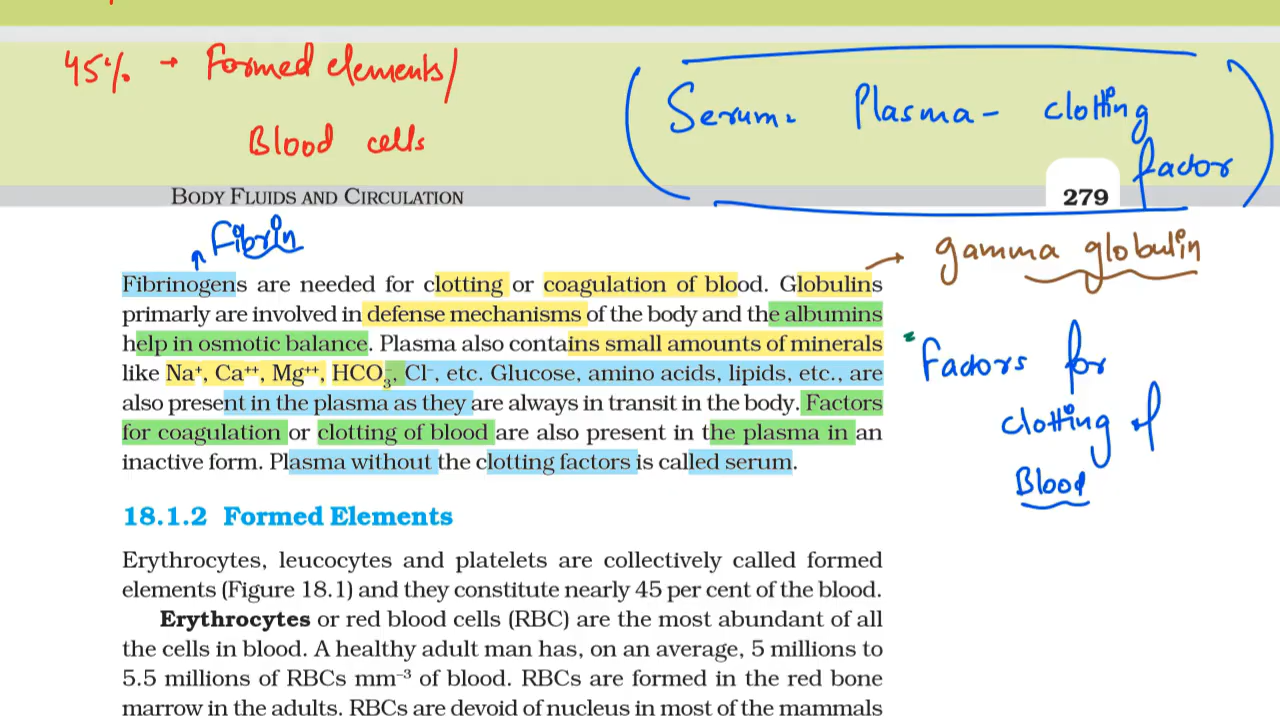 45% → Formed elements/
Blood cells
Serum = Plasma - clotting
factor
BODY FLUIDS AND CIRCULATION
279
Fibrin
gamma globulin
Fibrinogens are needed for clotting or coagulation of blood. Globulins
primarly are involved in defense mechanisms of the body and the albumins
help in osmotic balance. Plasma also contains small amounts of minerals
like Na⁺, Ca⁺⁺, Mg⁺⁺, HCO₃⁻, Cl⁻, etc. Glucose, amino acids, lipids, etc., are
also present in the plasma as they are always in transit in the body. Factors
for coagulation or clotting of blood are also present in the plasma in an
inactive form. Plasma without the clotting factors is called serum.
Factors for
clotting of
Blood
18.1.2 Formed Elements
Erythrocytes, leucocytes and platelets are collectively called formed
elements (Figure 18.1) and they constitute nearly 45 per cent of the blood.
Erythrocytes or red blood cells (RBC) are the most abundant of all
the cells in blood. A healthy adult man has, on an average, 5 millions to
5.5 millions of RBCs mm⁻³ of blood. RBCs are formed in the red bone
marrow in the adults. RBCs are devoid of nucleus in most of the mammals